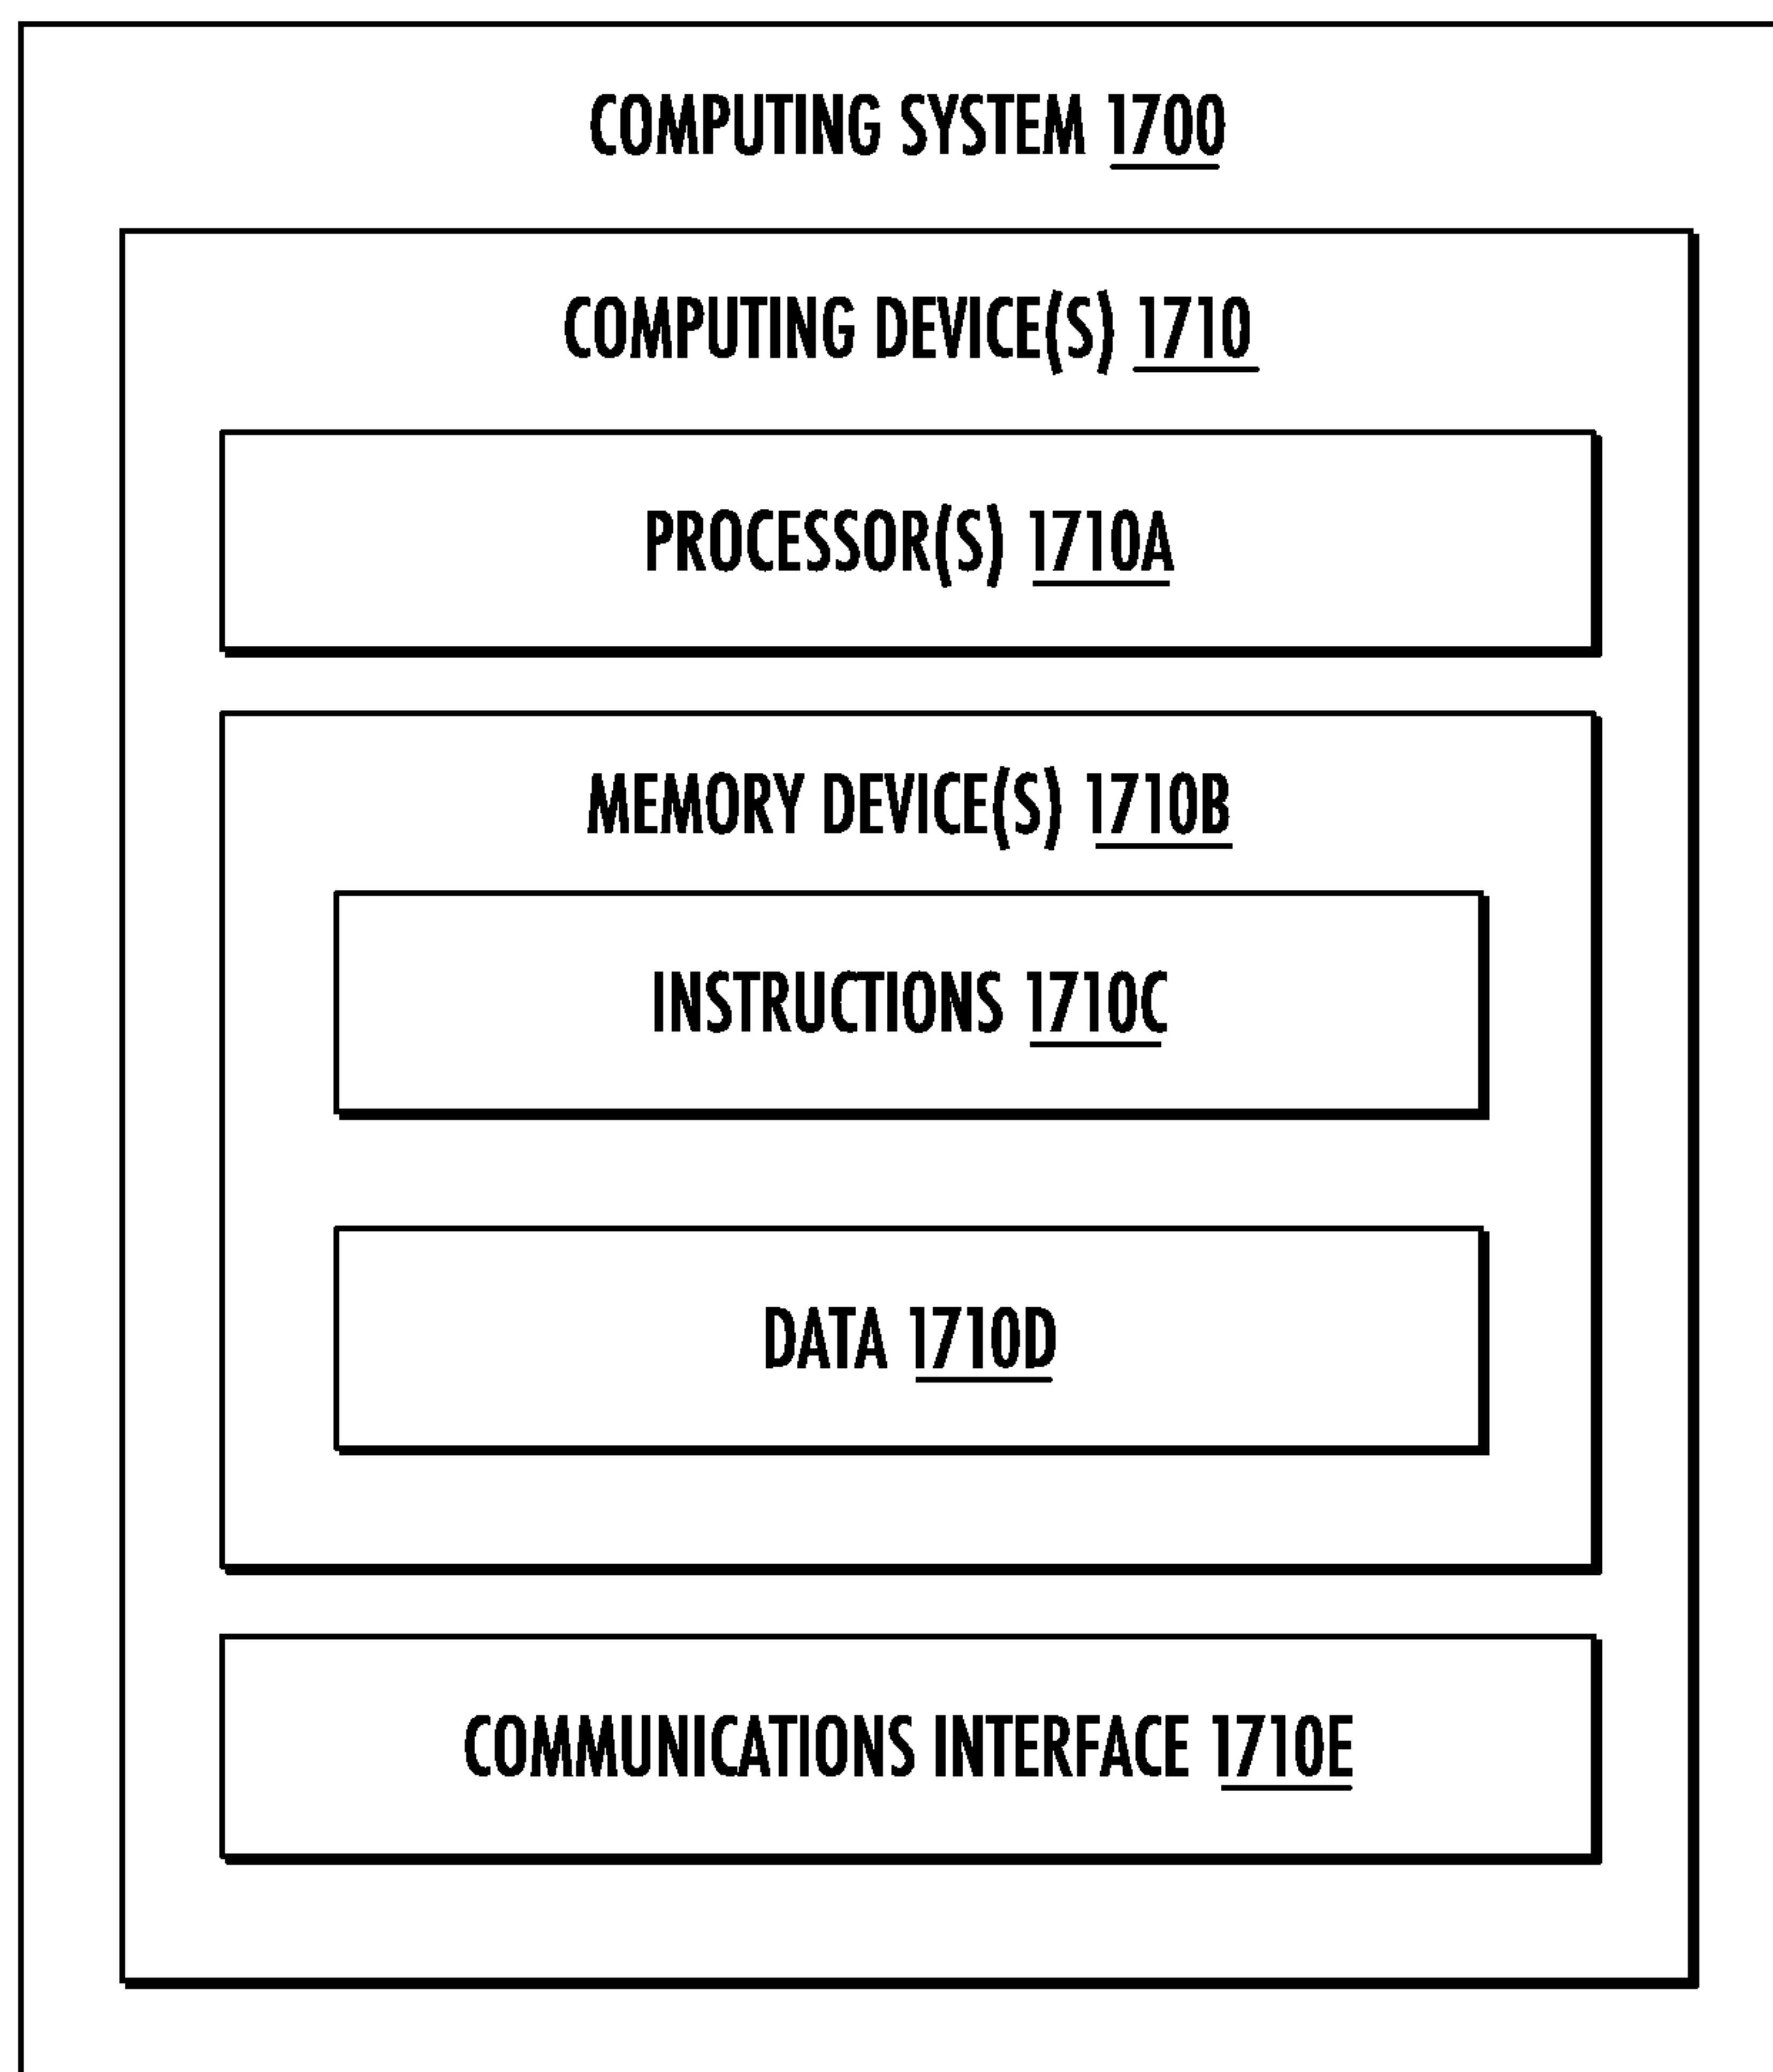 COMPUTING SYSTEM 1700
COMPUTING DEVICE(S) 1710
PROCESSOR(S) 1710A
MEMORY DEVICE(S) 1710B
INSTRUCTIONS 1710C
DATA 1710D
COMMUNICATIONS INTERFACE 1710E